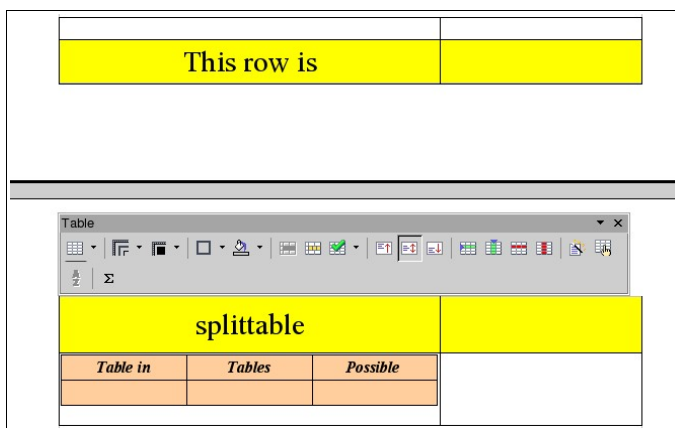 This row is
Table
A
Z
Σ
splittable
Table in Tables Possible